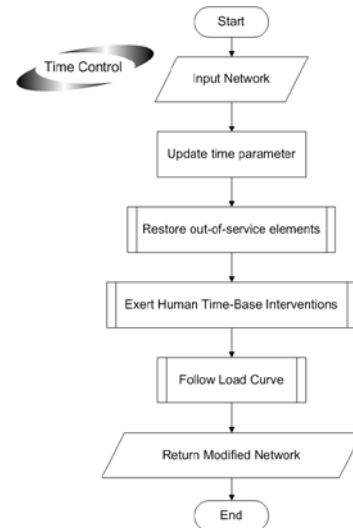 Start
Time Control
Input Network
Update time parameter
Restore out-of-service elements
Exert Human Time-Base Interventions
Follow Load Curve
Return Modified Network
End